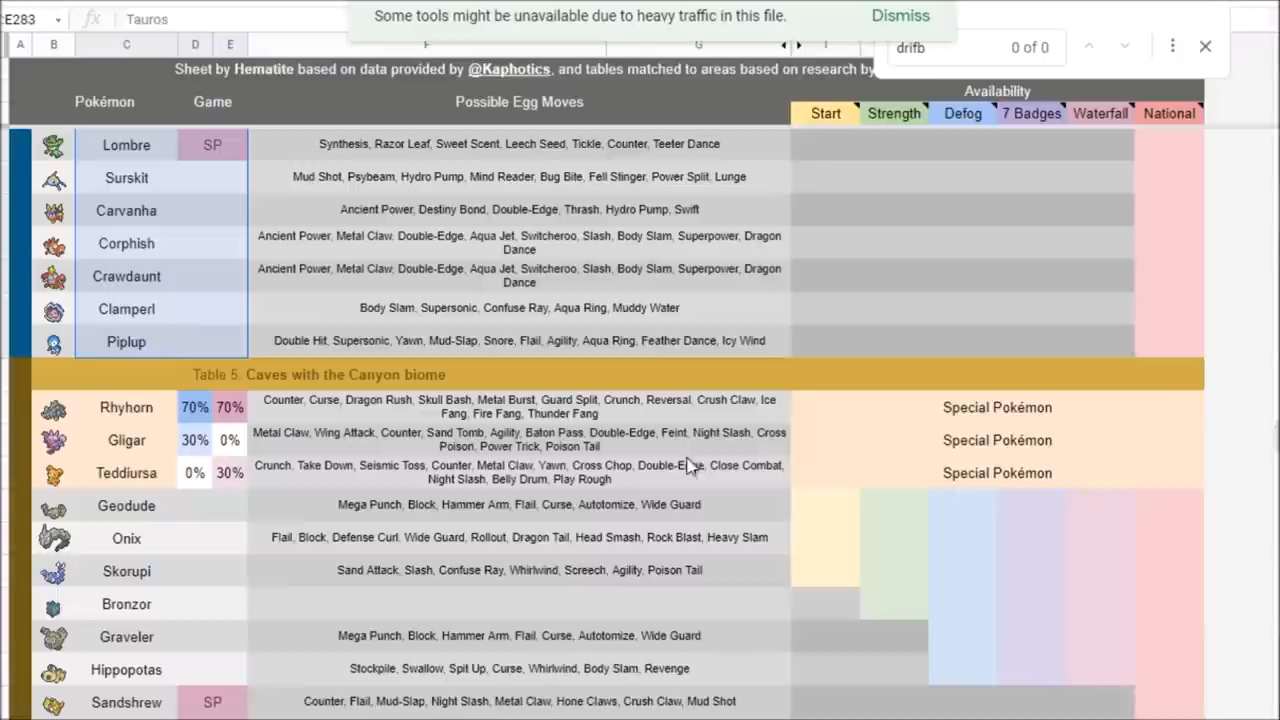 E283
fx
Tauros
Some tools might be unavailable due to heavy traffic in this file.
Dismiss
drifb
0 of 0
A B C D E G
Sheet by Hematite based on data provided by @Kaphotics, and tables matched to areas based on research by
Pokémon Game Possible Egg Moves Availability
Start Strength Defog 7 Badges Waterfall National
Lombre SP Synthesis, Razor Leaf, Sweet Scent, Leech Seed, Tickle, Counter, Teeter Dance
Surskit Mud Shot, Psybeam, Hydro Pump, Mind Reader, Bug Bite, Fell Stinger, Power Split, Lunge
Carvanha Ancient Power, Destiny Bond, Double-Edge, Thrash, Hydro Pump, Swift
Corphish Ancient Power, Metal Claw, Double-Edge, Aqua Jet, Switcheroo, Slash, Body Slam, Superpower, Dragon
Dance
Crawdaunt Ancient Power, Metal Claw, Double-Edge, Aqua Jet, Switcheroo, Slash, Body Slam, Superpower, Dragon
Dance
Clamperl Body Slam, Supersonic, Confuse Ray, Aqua Ring, Muddy Water
Piplup Double Hit, Supersonic, Yawn, Mud-Slap, Snore, Flail, Agility, Aqua Ring, Feather Dance, Icy Wind
Table 5. Caves with the Canyon biome
Rhyhorn 70% 70% Counter, Curse, Dragon Rush, Skull Bash, Metal Burst, Guard Split, Crunch, Reversal, Crush Claw, Ice
Fang, Fire Fang, Thunder Fang
Special Pokémon
Gligar 30% 0% Metal Claw, Wing Attack, Counter, Sand Tomb, Agility, Baton Pass, Double-Edge, Feint, Night Slash, Cross
Poison, Power Trick, Poison Tail
Special Pokémon
Teddiursa 0% 30% Crunch, Take Down, Seismic Toss, Counter, Metal Claw, Yawn, Cross Chop, Double-Edge, Close Combat,
Night Slash, Belly Drum, Play Rough
Special Pokémon
Geodude Mega Punch, Block, Hammer Arm, Flail, Curse, Autotomize, Wide Guard
Onix Flail, Block, Defense Curl, Wide Guard, Rollout, Dragon Tail, Head Smash, Rock Blast, Heavy Slam
Skorupi Sand Attack, Slash, Confuse Ray, Whirlwind, Screech, Agility, Poison Tail
Bronzor
Graveler Mega Punch, Block, Hammer Arm, Flail, Curse, Autotomize, Wide Guard
Hippopotas Stockpile, Swallow, Spit Up, Curse, Whirlwind, Body Slam, Revenge
Sandshrew SP Counter, Flail, Mud-Slap, Night Slash, Metal Claw, Hone Claws, Crush Claw, Mud Shot